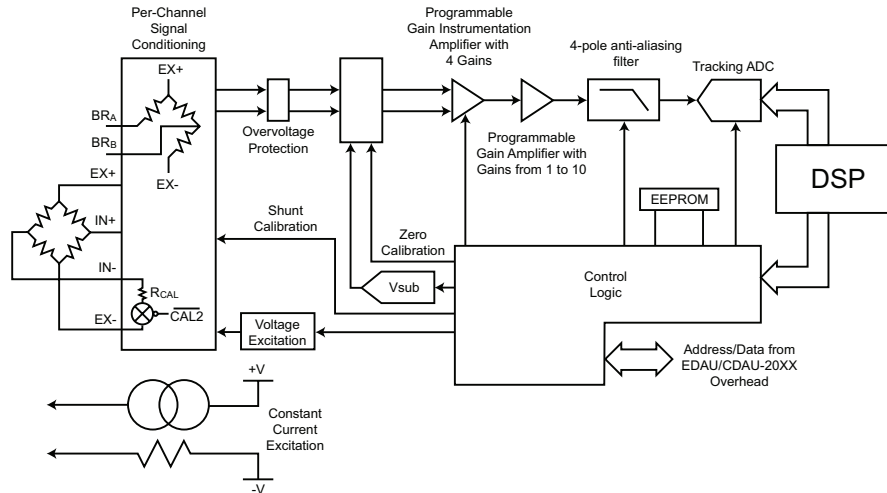 Per-Channel
Signal
Conditioning
Programmable
Gain Instrumentation
Amplifier with
4 Gains
4-pole anti-aliasing
filter
Tracking ADC
EX+
BRA
BRB
EX-
Overvoltage
Protection
Programmable
Gain Amplifier with
Gains from 1 to 10
DSP
EX+
IN+
IN-
EX-
RCAL
CAL2
Shunt
Calibration
Zero
Calibration
EEPROM
Vsub
Control
Logic
Voltage
Excitation
Address/Data from
EDAU/CDAU-20XX
Overhead
+V
Constant
Current
Excitation
-V